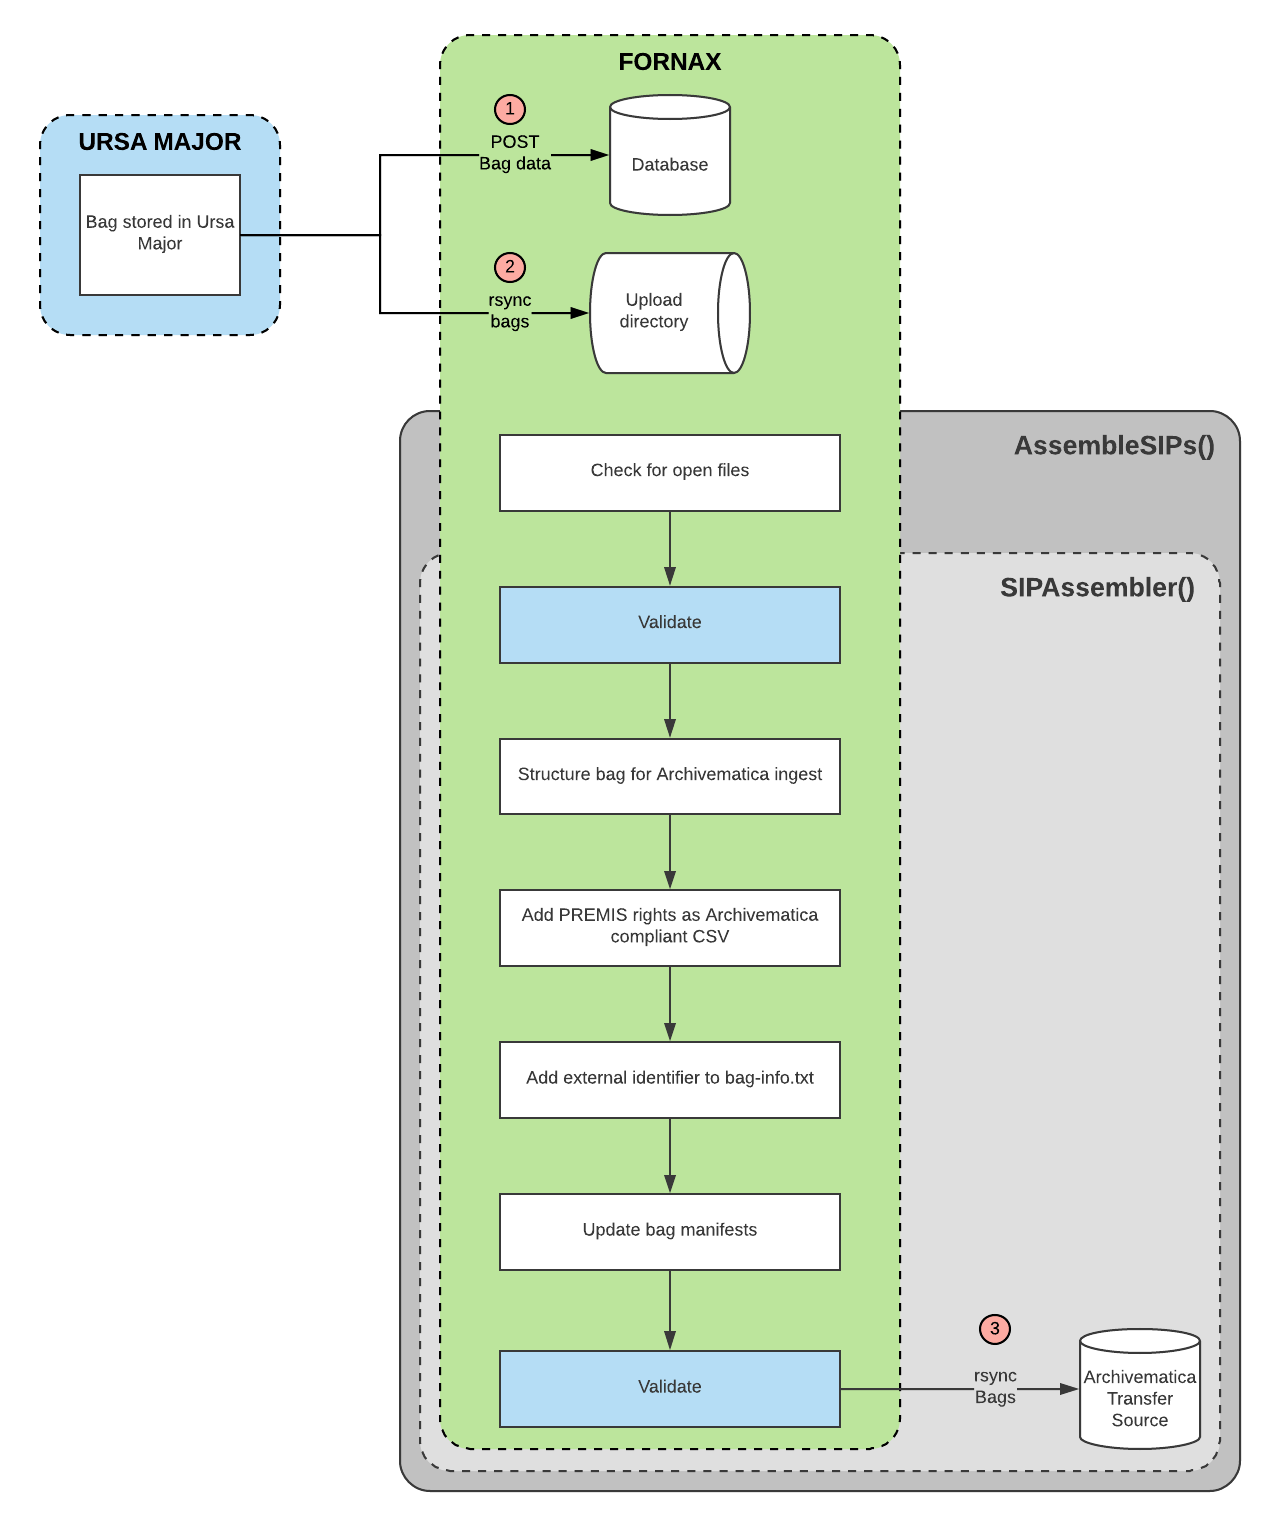 FORNAX
URSA MAJOR
Bag stored in Ursa
Major
1
POST
Bag data
Database
2
rsync
bags
Upload
directory
AssembleSIPs()
Check for open files
SIPAssembler()
Validate
Structure bag for Archivematica ingest
Add PREMIS rights as Archivematica
compliant CSV
Add external identifier to bag-info.txt
Update bag manifests
Validate
3
rsync
Bags
Archivematica
Transfer
Source